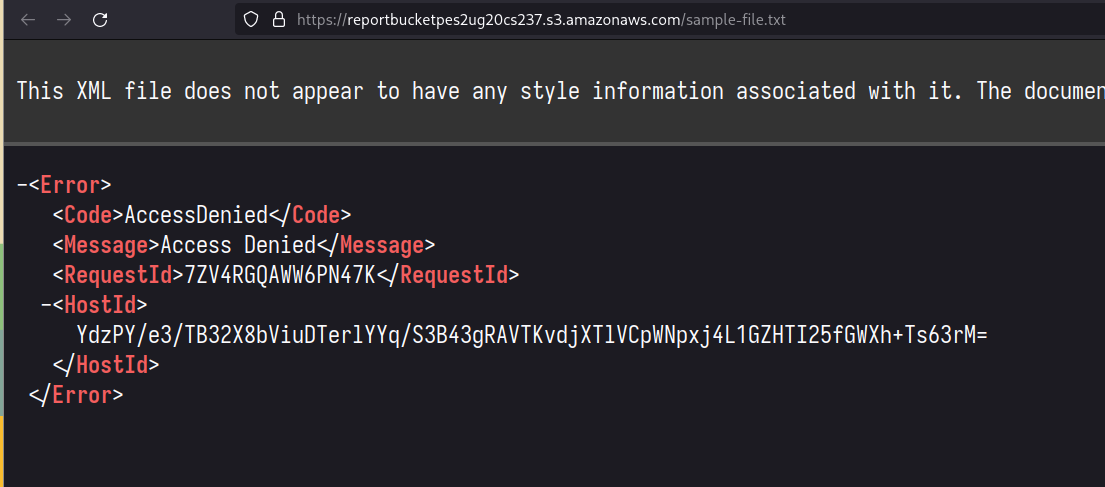 https://reportbucketpes2ug20cs237.s3.amazonaws.com/sample-file.txt
This XML file does not appear to have any style information associated with it. The documen
-<Error>
<Code>AccessDenied</Code>
<Message>Access Denied</Message>
<RequestId>7ZV4RGQAWW6PN47K</RequestId>
-<HostId>
YdzPY/e3/TB32X8bViuDTerlYYq/S3B43gRAVTKvdjXTlVCpWNpxj4L1GZHTI25fGWXh+Ts63rM=
</HostId>
</Error>